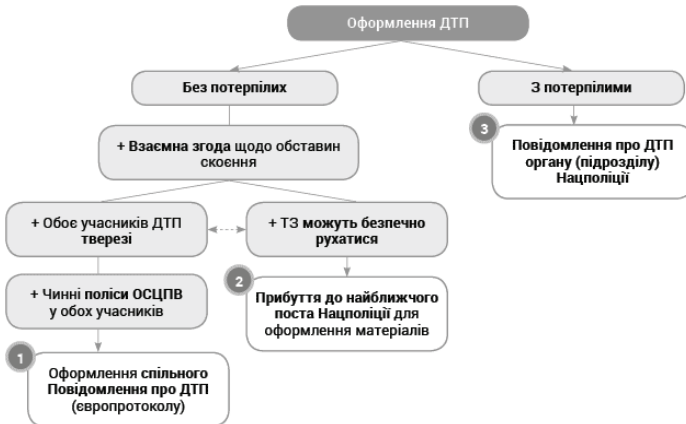 Оформлення ДТП
Без потерпілих
З потерпілими
+ Взаємна згода щодо обставин
скоєння
3
Повідомлення про ДТП
органу (підрозділу)
Нацполіції
+ Обоє учасників ДТП
тверезі
+ ТЗ можуть безпечно
рухатися
+ Чинні поліси ОСЦПВ
у обох учасників
2
Прибуття до найближчого
поста Нацполіції для
оформлення матеріалів
1
Оформлення спільного
Повідомлення про ДТП
(європротоколу)